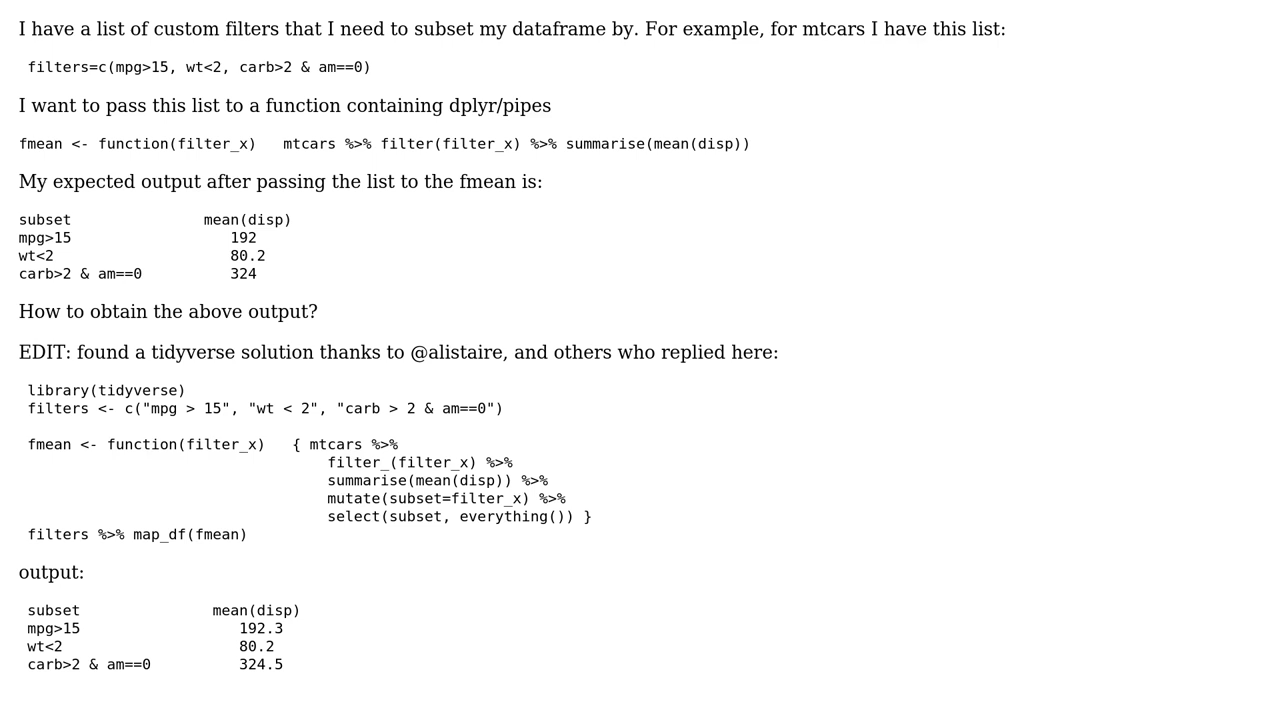 I have a list of custom filters that I need to subset my dataframe by. For example, for mtcars I have this list:
filters=c(mpg>15, wt<2, carb>2 & am==0)
I want to pass this list to a function containing dplyr/pipes
fmean <- function(filter_x)   mtcars %>% filter(filter_x) %>% summarise(mean(disp))
My expected output after passing the list to the fmean is:
subset               mean(disp)
mpg>15                  192
wt<2                    80.2
carb>2 & am==0          324
How to obtain the above output?
EDIT: found a tidyverse solution thanks to @alistaire, and others who replied here:
library(tidyverse)
filters <- c("mpg > 15", "wt < 2", "carb > 2 & am==0")
fmean <- function(filter_x)   { mtcars %>%
filter_(filter_x) %>%
summarise(mean(disp)) %>%
mutate(subset=filter_x) %>%
select(subset, everything()) }
filters %>% map_df(fmean)
output:
subset               mean(disp)
mpg>15                  192.3
wt<2                    80.2
carb>2 & am==0          324.5